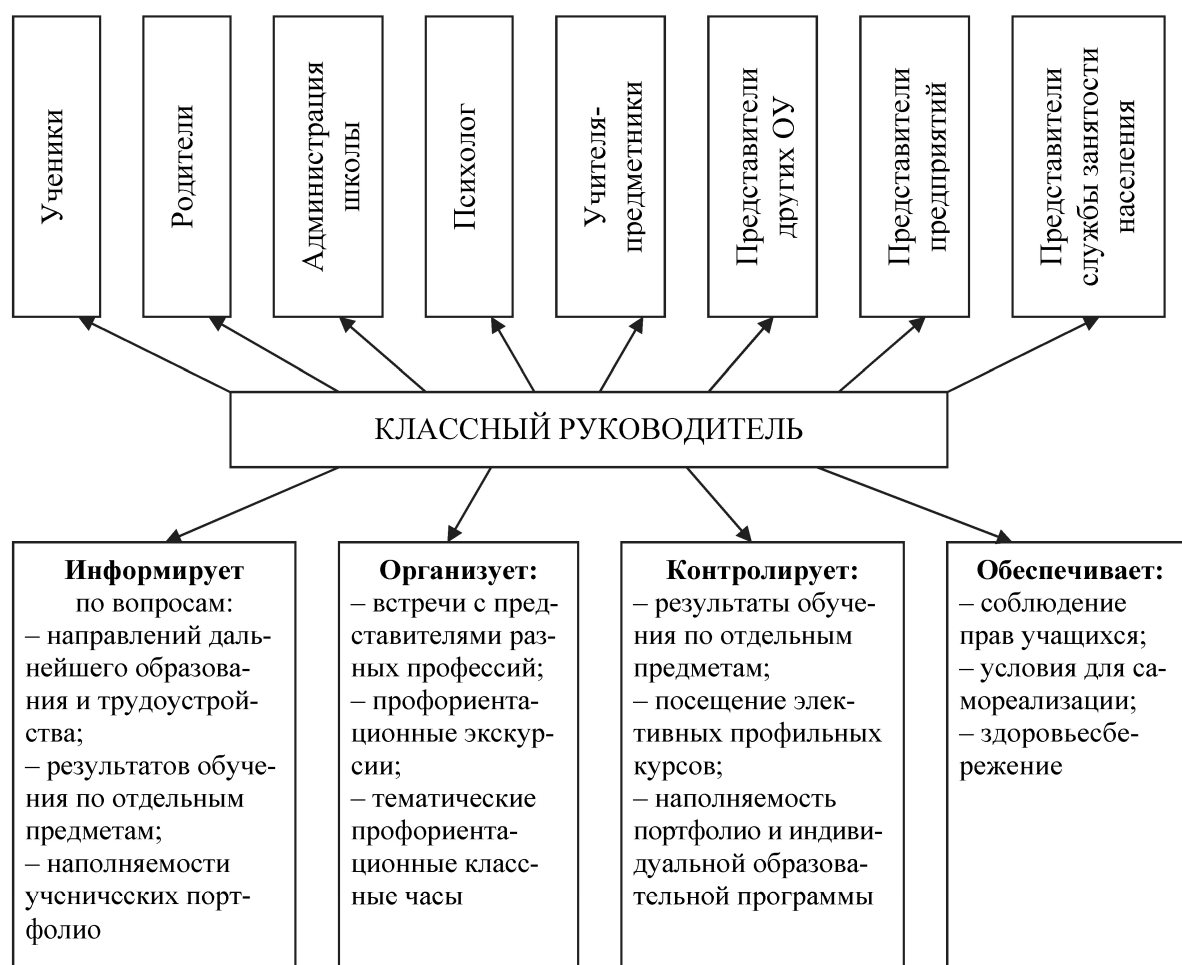 Ученики
Родители
Администрация
школы
Психолог
Учителя-
предметники
Представители
других ОУ
Представители
предприятий
Представители
службы занятости
населения
КЛАССНЫЙ РУКОВОДИТЕЛЬ
Информирует
по вопросам:
– направлений даль-
нейшего образова-
ния и трудоустрой-
ства;
– результатов обуче-
ния по отдельным
предметам;
– наполняемости
ученических порт-
фолио
Организует:
– встречи с пред-
ставителями раз-
ных профессий;
– профориента-
ционные экскур-
сии;
– тематические
профориента-
ционные класс-
ные часы
Контролирует:
– результаты обуче-
ния по отдельным
предметам;
– посещение элек-
тивных профильных
курсов;
– наполняемость
портфолио и индиви-
дуальной образова-
тельной программы
Обеспечивает:
– соблюдение
прав учащихся;
– условия для са-
мореализации;
– здоровьесбе-
режение